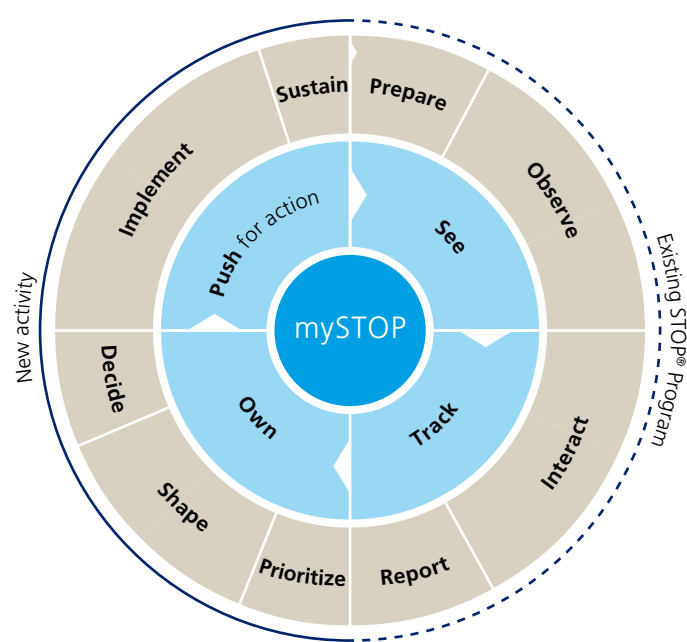 Sustain
Prepare
Implement
Observe
Push for action
See
New activity
mySTOP
Existing STOP® Program
Decide
Own
Track
Interact
Shape
Prioritize
Report